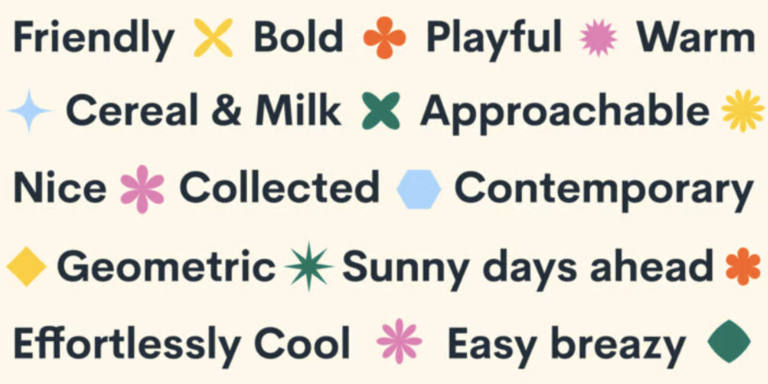 Friendly Bold Playful Warm
Cereal & Milk Approachable
Nice Collected Contemporary
Geometric Sunny days ahead
Effortlessly Cool Easy breazy